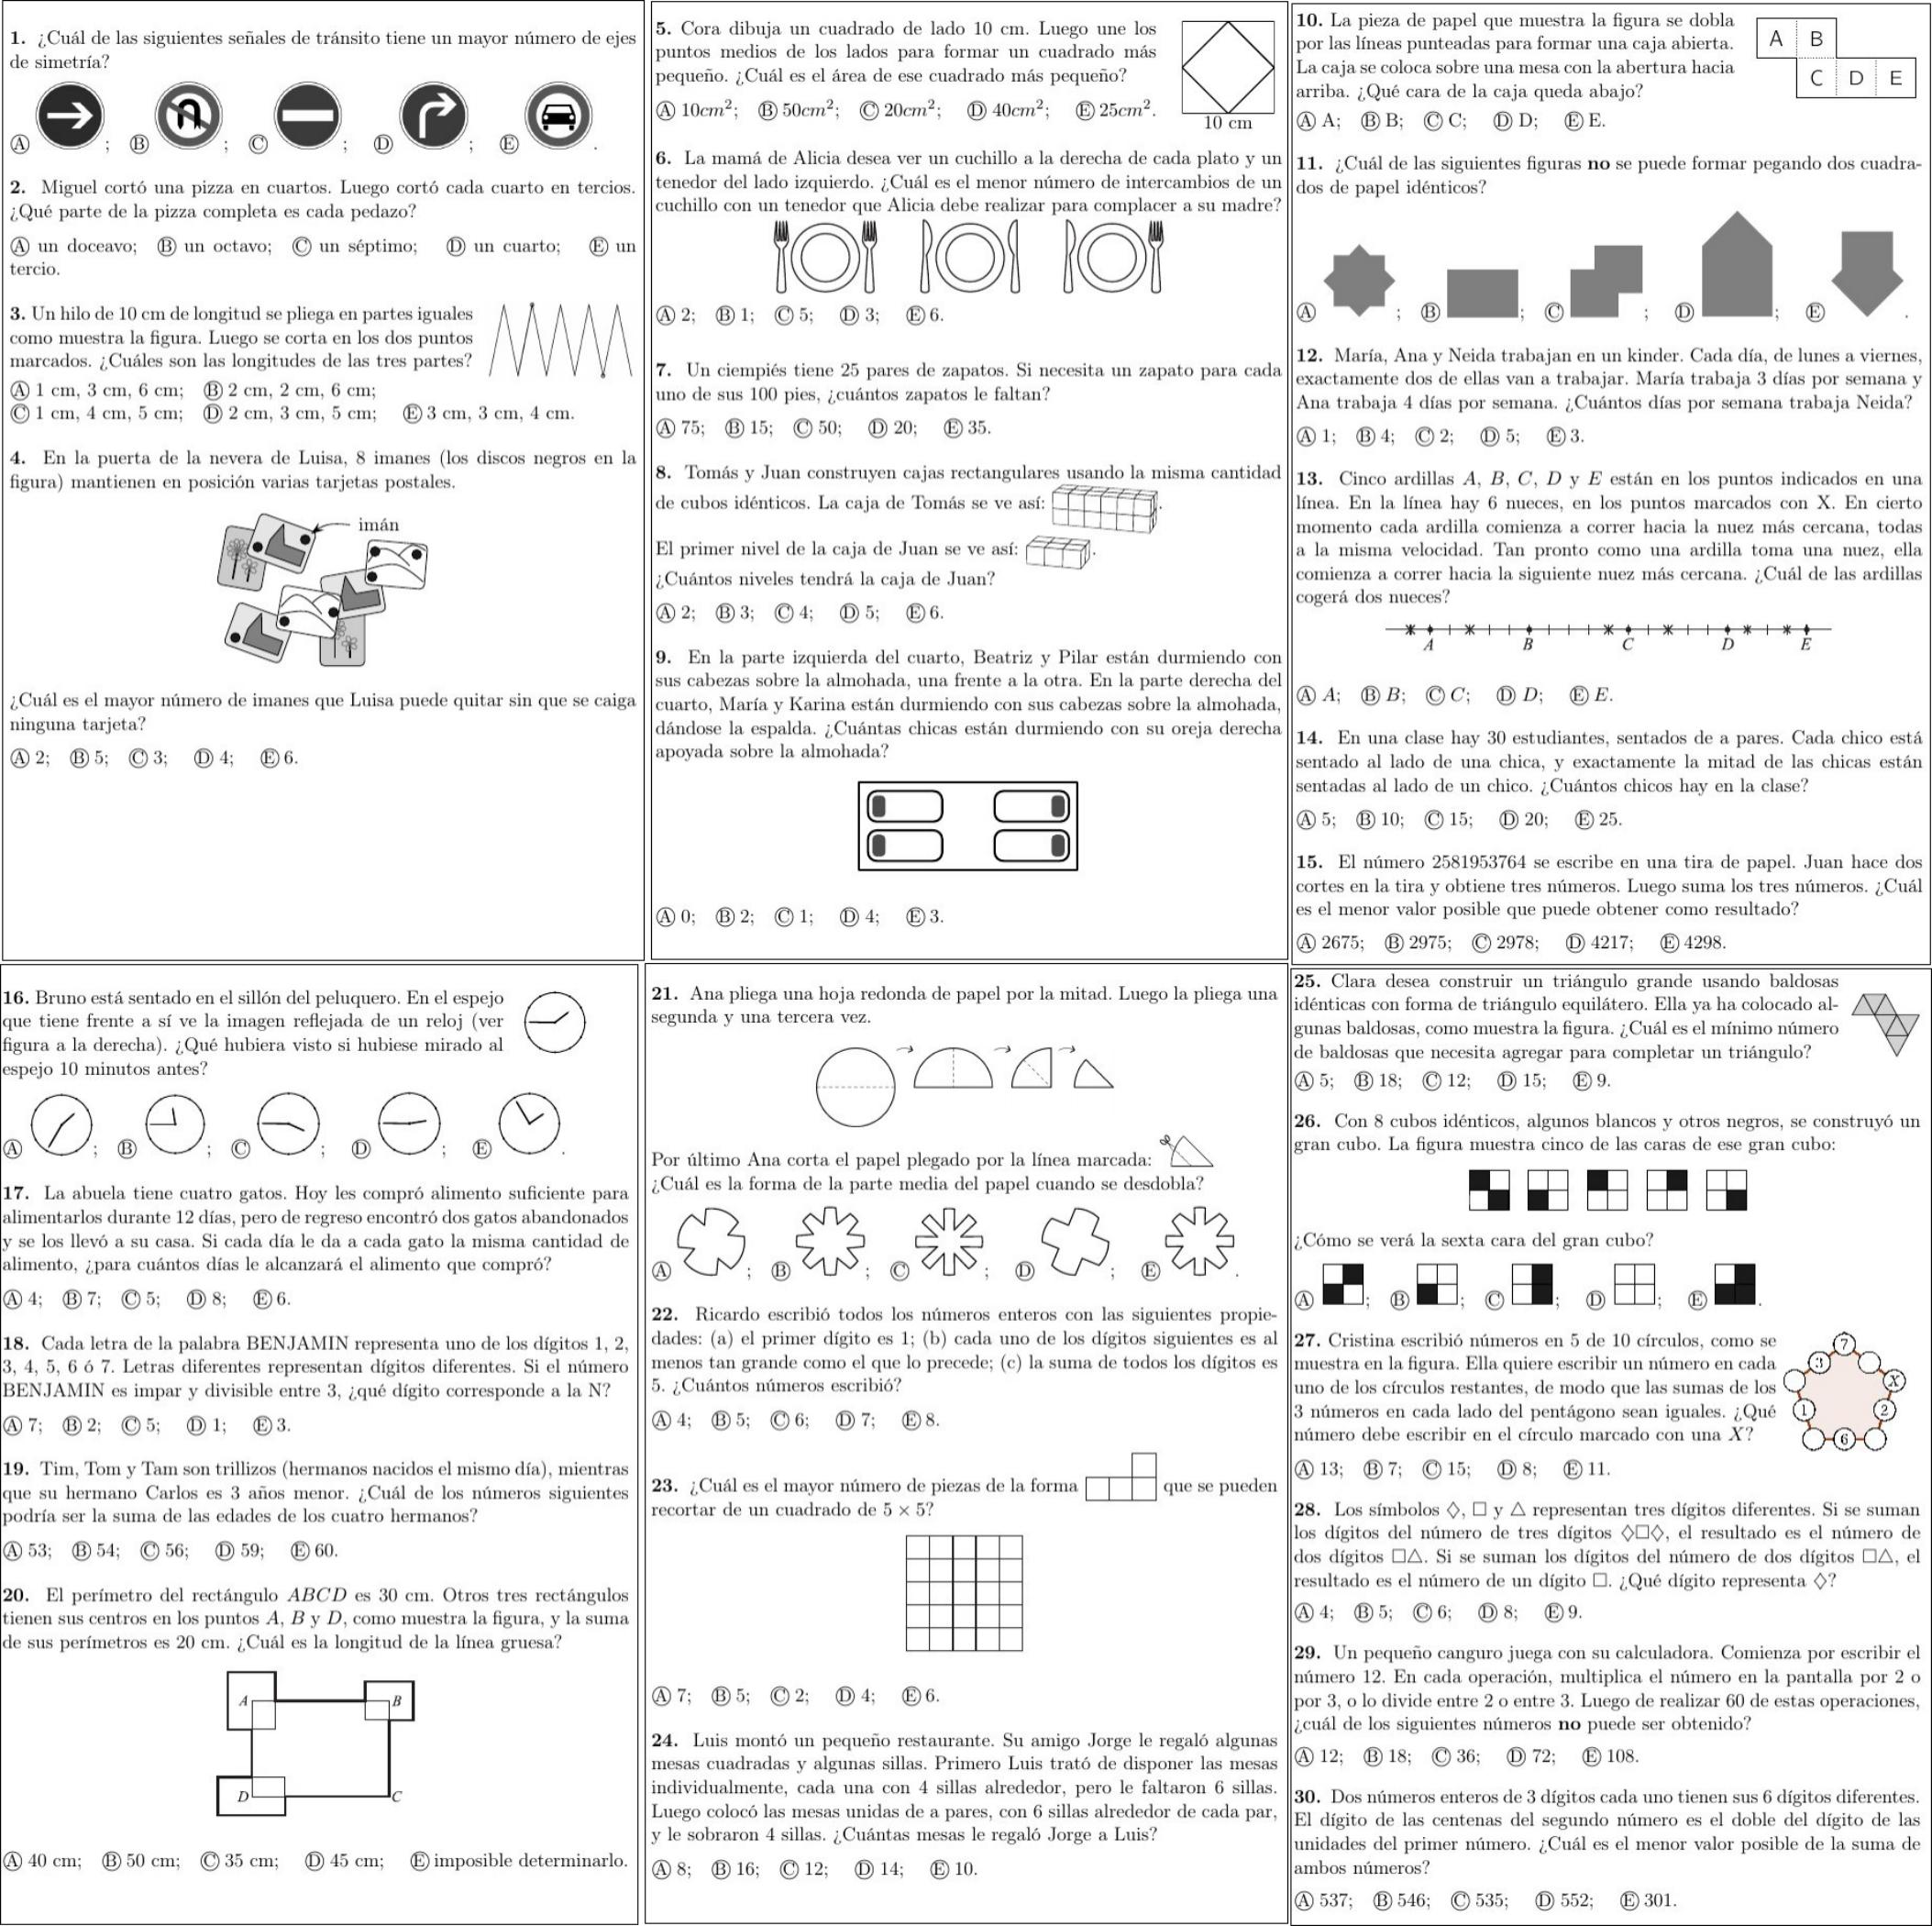 1. ¿Cuál de las siguientes señales de tránsito tiene un mayor número de ejes
de simetría?
Ⓐ ; Ⓑ ; Ⓒ ; Ⓓ ; Ⓔ .
2. Miguel cortó una pizza en cuartos. Luego cortó cada cuarto en tercios.
¿Qué parte de la pizza completa es cada pedazo?
Ⓐ un doceavo; Ⓑ un octavo; Ⓒ un séptimo; Ⓓ un cuarto; Ⓔ un
tercio.
3. Un hilo de 10 cm de longitud se pliega en partes iguales
como muestra la figura. Luego se corta en los dos puntos
marcados. ¿Cuáles son las longitudes de las tres partes?
Ⓐ 1 cm, 3 cm, 6 cm; Ⓑ 2 cm, 2 cm, 6 cm;
Ⓒ 1 cm, 4 cm, 5 cm; Ⓓ 2 cm, 3 cm, 5 cm; Ⓔ 3 cm, 3 cm, 4 cm.
4. En la puerta de la nevera de Luisa, 8 imanes (los discos negros en la
figura) mantienen en posición varias tarjetas postales.
imán
¿Cuál es el mayor número de imanes que Luisa puede quitar sin que se caiga
ninguna tarjeta?
Ⓐ 2; Ⓑ 5; Ⓒ 3; Ⓓ 4; Ⓔ 6.
5. Cora dibuja un cuadrado de lado 10 cm. Luego une los
puntos medios de los lados para formar un cuadrado más
pequeño. ¿Cuál es el área de ese cuadrado más pequeño?
Ⓐ 10cm²; Ⓑ 50cm²; Ⓒ 20cm²; Ⓓ 40cm²; Ⓔ 25cm².
10 cm
6. La mamá de Alicia desea ver un cuchillo a la derecha de cada plato y un
tenedor del lado izquierdo. ¿Cuál es el menor número de intercambios de un
cuchillo con un tenedor que Alicia debe realizar para complacer a su madre?
Ⓐ 2; Ⓑ 1; Ⓒ 5; Ⓓ 3; Ⓔ 6.
7. Un ciempiés tiene 25 pares de zapatos. Si necesita un zapato para cada
uno de sus 100 pies, ¿cuántos zapatos le faltan?
Ⓐ 75; Ⓑ 15; Ⓒ 50; Ⓓ 20; Ⓔ 35.
8. Tomás y Juan construyen cajas rectangulares usando la misma cantidad
de cubos idénticos. La caja de Tomás se ve así: .
El primer nivel de la caja de Juan se ve así: .
¿Cuántos niveles tendrá la caja de Juan?
Ⓐ 2; Ⓑ 3; Ⓒ 4; Ⓓ 5; Ⓔ 6.
9. En la parte izquierda del cuarto, Beatriz y Pilar están durmiendo con
sus cabezas sobre la almohada, una frente a la otra. En la parte derecha del
cuarto, María y Karina están durmiendo con sus cabezas sobre la almohada,
dándose la espalda. ¿Cuántas chicas están durmiendo con su oreja derecha
apoyada sobre la almohada?
Ⓐ 0; Ⓑ 2; Ⓒ 1; Ⓓ 4; Ⓔ 3.
10. La pieza de papel que muestra la figura se dobla
por las líneas punteadas para formar una caja abierta.
La caja se coloca sobre una mesa con la abertura hacia
arriba. ¿Qué cara de la caja queda abajo?
A B
C D E
Ⓐ A; Ⓑ B; Ⓒ C; Ⓓ D; Ⓔ E.
11. ¿Cuál de las siguientes figuras no se puede formar pegando dos cuadra-
dos de papel idénticos?
Ⓐ ; Ⓑ ; Ⓒ ; Ⓓ ; Ⓔ .
12. María, Ana y Neida trabajan en un kinder. Cada día, de lunes a viernes,
exactamente dos de ellas van a trabajar. María trabaja 3 días por semana y
Ana trabaja 4 días por semana. ¿Cuántos días por semana trabaja Neida?
Ⓐ 1; Ⓑ 4; Ⓒ 2; Ⓓ 5; Ⓔ 3.
13. Cinco ardillas A, B, C, D y E están en los puntos indicados en una
línea. En la línea hay 6 nueces, en los puntos marcados con X. En cierto
momento cada ardilla comienza a correr hacia la nuez más cercana, todas
a la misma velocidad. Tan pronto como una ardilla toma una nuez, ella
comienza a correr hacia la siguiente nuez más cercana. ¿Cuál de las ardillas
cogerá dos nueces?
A B C D E
Ⓐ A; Ⓑ B; Ⓒ C; Ⓓ D; Ⓔ E.
14. En una clase hay 30 estudiantes, sentados de a pares. Cada chico está
sentado al lado de una chica, y exactamente la mitad de las chicas están
sentadas al lado de un chico. ¿Cuántos chicos hay en la clase?
Ⓐ 5; Ⓑ 10; Ⓒ 15; Ⓓ 20; Ⓔ 25.
15. El número 2581953764 se escribe en una tira de papel. Juan hace dos
cortes en la tira y obtiene tres números. Luego suma los tres números. ¿Cuál
es el menor valor posible que puede obtener como resultado?
Ⓐ 2675; Ⓑ 2975; Ⓒ 2978; Ⓓ 4217; Ⓔ 4298.
16. Bruno está sentado en el sillón del peluquero. En el espejo
que tiene frente a sí ve la imagen reflejada de un reloj (ver
figura a la derecha). ¿Qué hubiera visto si hubiese mirado al
espejo 10 minutos antes?
Ⓐ ; Ⓑ ; Ⓒ ; Ⓓ ; Ⓔ .
17. La abuela tiene cuatro gatos. Hoy les compró alimento suficiente para
alimentarlos durante 12 días, pero de regreso encontró dos gatos abandonados
y se los llevó a su casa. Si cada día le da a cada gato la misma cantidad de
alimento, ¿para cuántos días le alcanzará el alimento que compró?
Ⓐ 4; Ⓑ 7; Ⓒ 5; Ⓓ 8; Ⓔ 6.
18. Cada letra de la palabra BENJAMIN representa uno de los dígitos 1, 2,
3, 4, 5, 6 ó 7. Letras diferentes representan dígitos diferentes. Si el número
BENJAMIN es impar y divisible entre 3, ¿qué dígito corresponde a la N?
Ⓐ 7; Ⓑ 2; Ⓒ 5; Ⓓ 1; Ⓔ 3.
19. Tim, Tom y Tam son trillizos (hermanos nacidos el mismo día), mientras
que su hermano Carlos es 3 años menor. ¿Cuál de los números siguientes
podría ser la suma de las edades de los cuatro hermanos?
Ⓐ 53; Ⓑ 54; Ⓒ 56; Ⓓ 59; Ⓔ 60.
20. El perímetro del rectángulo ABCD es 30 cm. Otros tres rectángulos
tienen sus centros en los puntos A, B y D, como muestra la figura, y la suma
de sus perímetros es 20 cm. ¿Cuál es la longitud de la línea gruesa?
A B
D C
Ⓐ 40 cm; Ⓑ 50 cm; Ⓒ 35 cm; Ⓓ 45 cm; Ⓔ imposible determinarlo.
21. Ana pliega una hoja redonda de papel por la mitad. Luego la pliega una
segunda y una tercera vez.
Por último Ana corta el papel plegado por la línea marcada:
¿Cuál es la forma de la parte media del papel cuando se desdobla?
Ⓐ ; Ⓑ ; Ⓒ ; Ⓓ ; Ⓔ .
22. Ricardo escribió todos los números enteros con las siguientes propie-
dades: (a) el primer dígito es 1; (b) cada uno de los dígitos siguientes es al
menos tan grande como el que lo precede; (c) la suma de todos los dígitos es
5. ¿Cuántos números escribió?
Ⓐ 4; Ⓑ 5; Ⓒ 6; Ⓓ 7; Ⓔ 8.
23. ¿Cuál es el mayor número de piezas de la forma que se pueden
recortar de un cuadrado de 5 × 5?
Ⓐ 7; Ⓑ 5; Ⓒ 2; Ⓓ 4; Ⓔ 6.
24. Luis montó un pequeño restaurante. Su amigo Jorge le regaló algunas
mesas cuadradas y algunas sillas. Primero Luis trató de disponer las mesas
individualmente, cada una con 4 sillas alrededor, pero le faltaron 6 sillas.
Luego colocó las mesas unidas de a pares, con 6 sillas alrededor de cada par,
y le sobraron 4 sillas. ¿Cuántas mesas le regaló Jorge a Luis?
Ⓐ 8; Ⓑ 16; Ⓒ 12; Ⓓ 14; Ⓔ 10.
25. Clara desea construir un triángulo grande usando baldosas
idénticas con forma de triángulo equilátero. Ella ya ha colocado al-
gunas baldosas, como muestra la figura. ¿Cuál es el mínimo número
de baldosas que necesita agregar para completar un triángulo?
Ⓐ 5; Ⓑ 18; Ⓒ 12; Ⓓ 15; Ⓔ 9.
26. Con 8 cubos idénticos, algunos blancos y otros negros, se construyó un
gran cubo. La figura muestra cinco de las caras de ese gran cubo:
¿Cómo se verá la sexta cara del gran cubo?
Ⓐ ; Ⓑ ; Ⓒ ; Ⓓ ; Ⓔ .
27. Cristina escribió números en 5 de 10 círculos, como se
muestra en la figura. Ella quiere escribir un número en cada
uno de los círculos restantes, de modo que las sumas de los
3 números en cada lado del pentágono sean iguales. ¿Qué
número debe escribir en el círculo marcado con una X?
7
3
X
1 2
6
Ⓐ 13; Ⓑ 7; Ⓒ 15; Ⓓ 8; Ⓔ 11.
28. Los símbolos ◇, □ y △ representan tres dígitos diferentes. Si se suman
los dígitos del número de tres dígitos ◇□◇, el resultado es el número de
dos dígitos □△. Si se suman los dígitos del número de dos dígitos □△, el
resultado es el número de un dígito □. ¿Qué dígito representa ◇?
Ⓐ 4; Ⓑ 5; Ⓒ 6; Ⓓ 8; Ⓔ 9.
29. Un pequeño canguro juega con su calculadora. Comienza por escribir el
número 12. En cada operación, multiplica el número en la pantalla por 2 o
por 3, o lo divide entre 2 o entre 3. Luego de realizar 60 de estas operaciones,
¿cuál de los siguientes números no puede ser obtenido?
Ⓐ 12; Ⓑ 18; Ⓒ 36; Ⓓ 72; Ⓔ 108.
30. Dos números enteros de 3 dígitos cada uno tienen sus 6 dígitos diferentes.
El dígito de las centenas del segundo número es el doble del dígito de las
unidades del primer número. ¿Cuál es el menor valor posible de la suma de
ambos números?
Ⓐ 537; Ⓑ 546; Ⓒ 535; Ⓓ 552; Ⓔ 301.